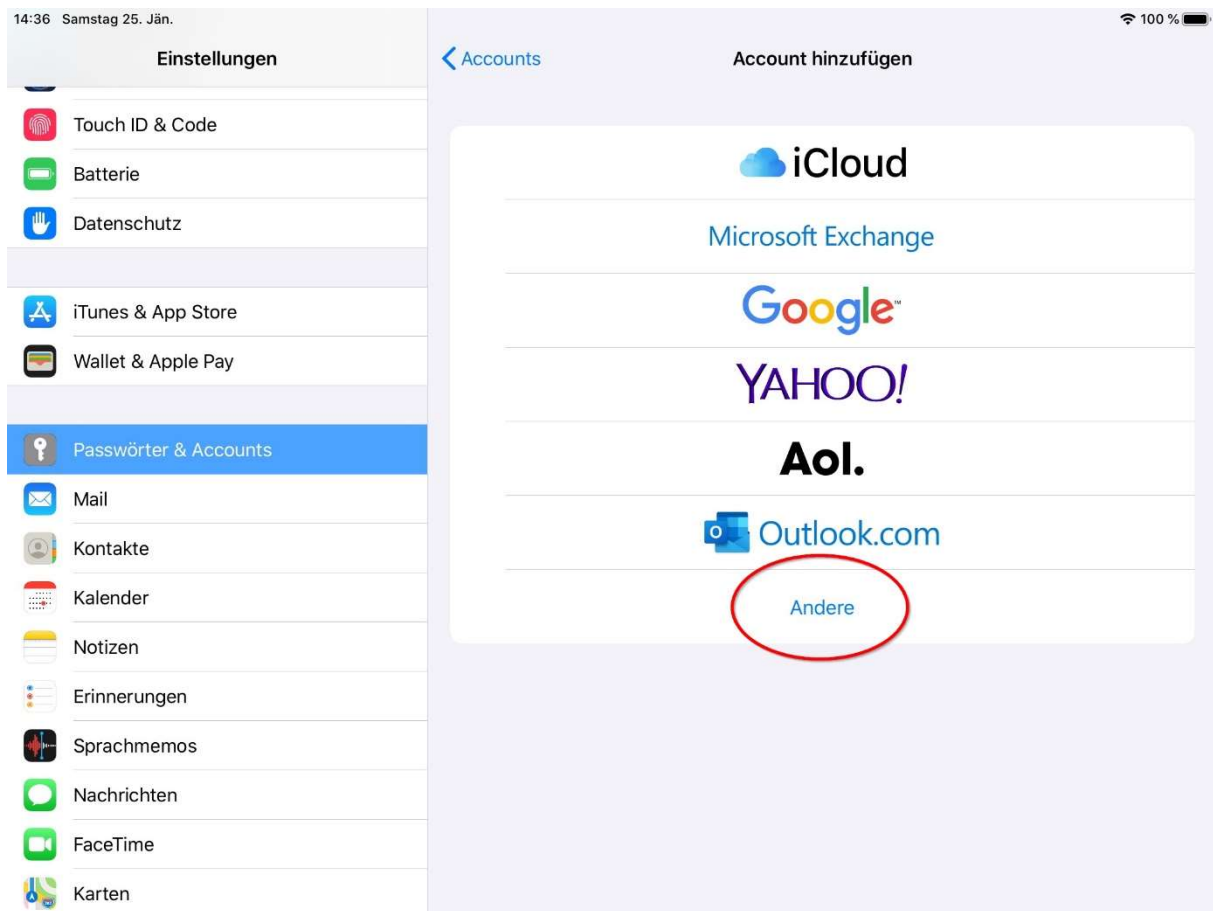 14:36 Samstag 25. Jän.
100 %
Einstellungen
Touch ID & Code
Batterie
Datenschutz
iTunes & App Store
Wallet & Apple Pay
Passwörter & Accounts
Mail
Kontakte
Kalender
Notizen
Erinnerungen
Sprachmemos
Nachrichten
FaceTime
Karten
Accounts
Account hinzufügen
iCloud
Microsoft Exchange
Google™
YAHOO!
Aol.
Outlook.com
Andere